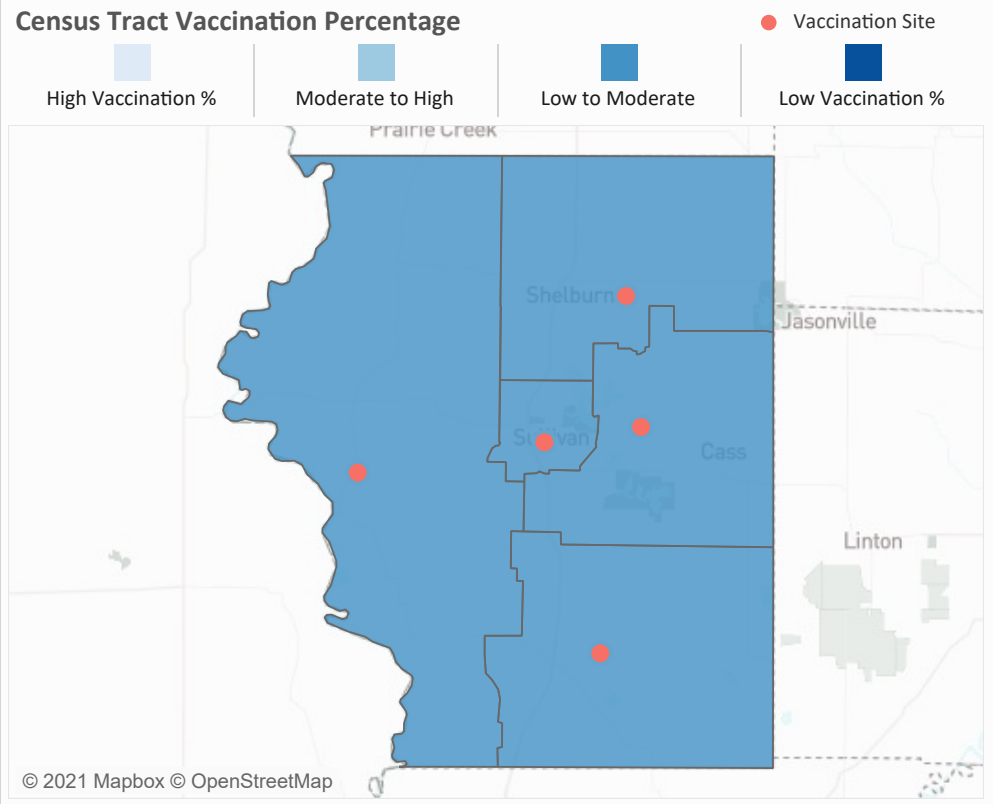 Census Tract Vaccination Percentage
Vaccination Site
High Vaccination %
Moderate to High
Low to Moderate
Low Vaccination %
Prairie Creek
Shelburn
Jasonville
Sullivan
Cass
Linton
© 2021 Mapbox © OpenStreetMap